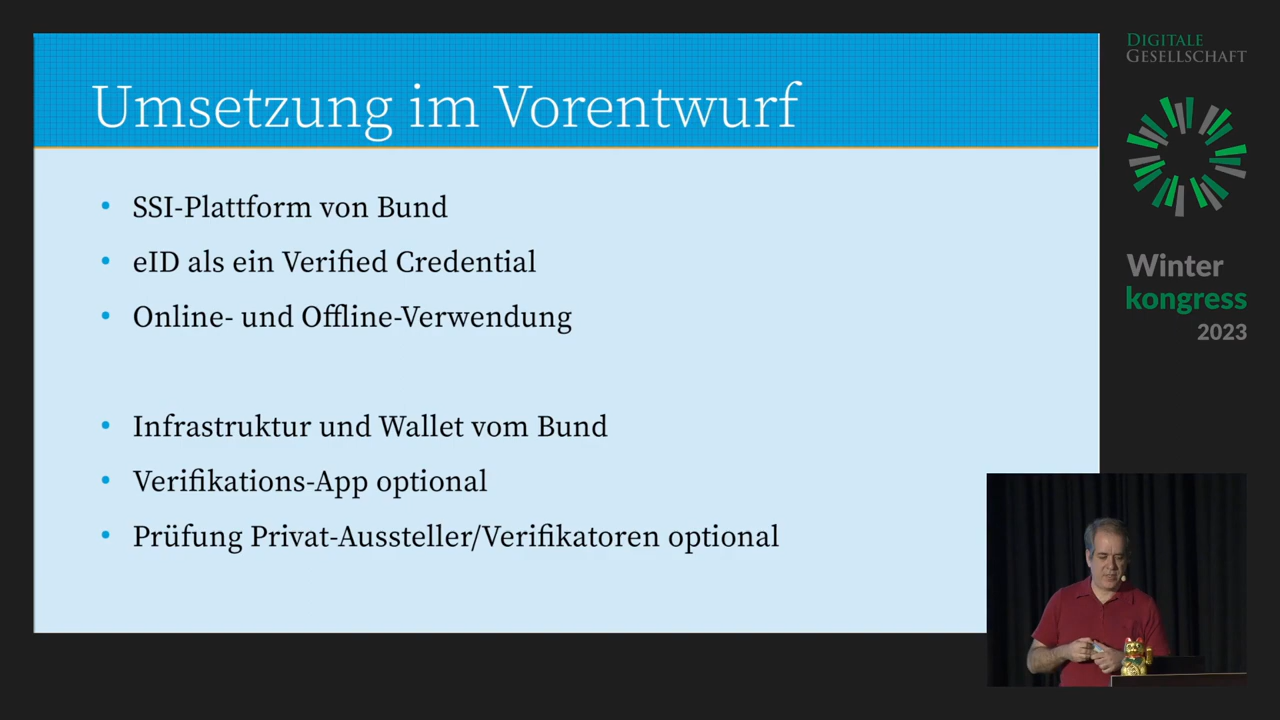 Umsetzung im Vorentwurf
SSI-Plattform von Bund
eID als ein Verified Credential
Online- und Offline-Verwendung
Infrastruktur und Wallet vom Bund
Verifikations-App optional
Prüfung Privat-Aussteller/Verifikatoren optional
DIGITALE
GESELLSCHAFT
Winter
kongress
2023